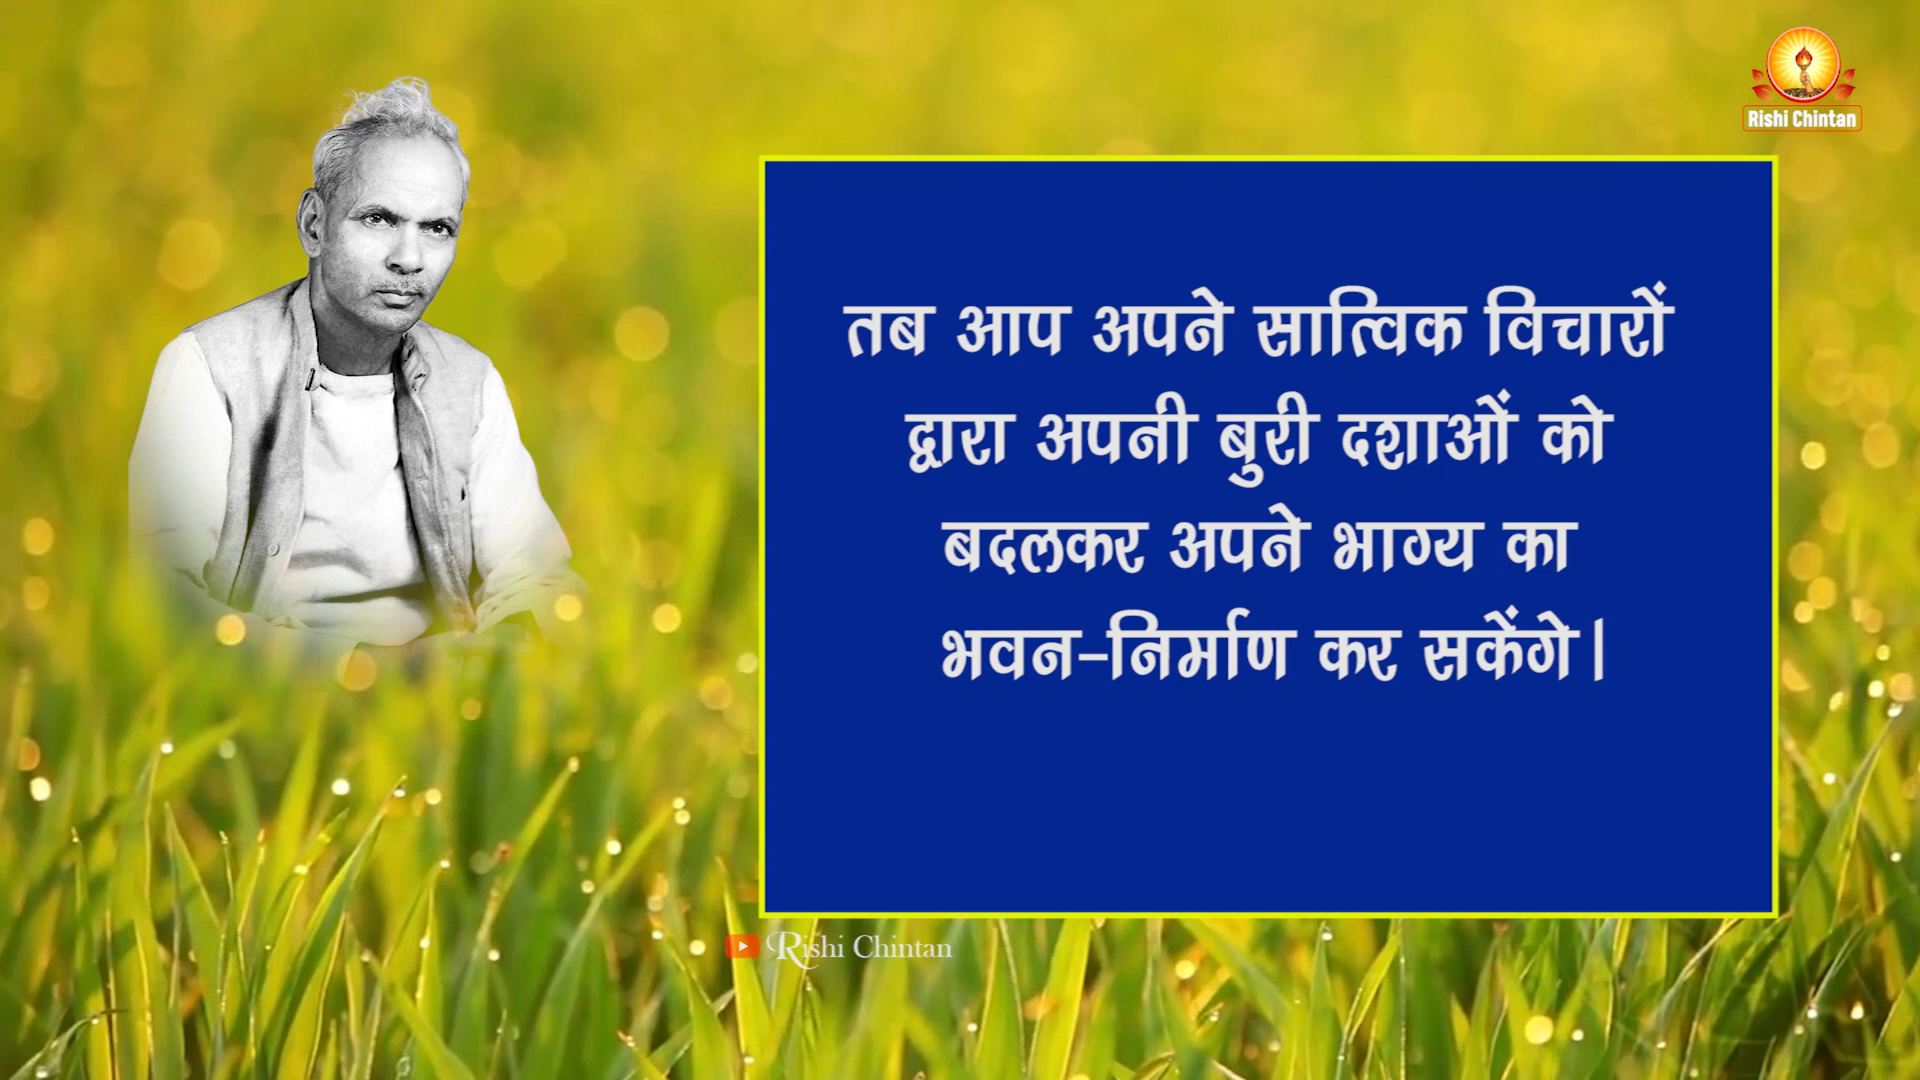 Rishi Chintan
तब आप अपने सात्विक विचारों
द्वारा अपनी बुरी दशाओं को
बदलकर अपने भाग्य का
भवन-निर्माण कर सकेंगे।
Rishi Chintan